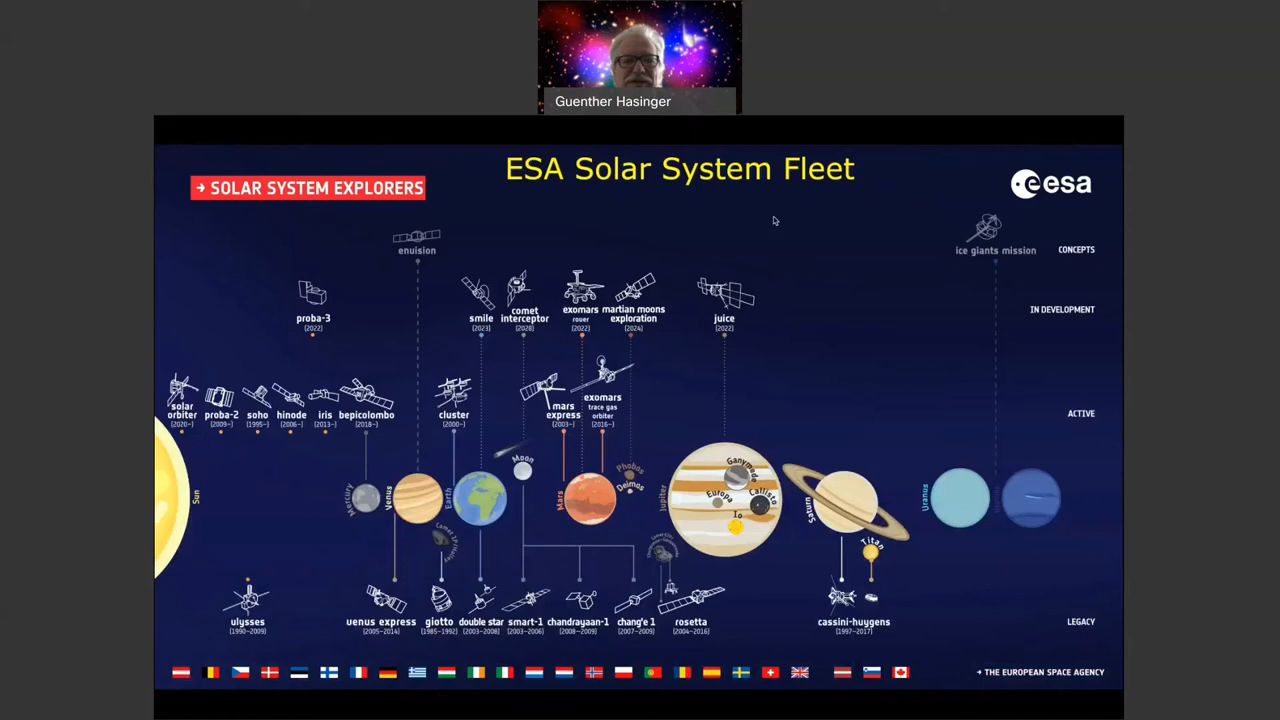 Guenther Hasinger
ESA Solar System Fleet
→ SOLAR SYSTEM EXPLORERS
esa
envision
ice giants mission
CONCEPTS
proba-3
(2022)
smile
(2023)
comet
interceptor
(2028)
exomars
rover
(2022)
martian moons
exploration
(2024)
juice
(2022)
IN DEVELOPMENT
solar
orbiter
(2020-)
proba-2
(2009-)
soho
(1995-)
hinode
(2006-)
iris
(2013-)
bepicolombo
(2018-)
cluster
(2000-)
mars
express
(2003-)
exomars
trace gas
orbiter
(2016-)
ACTIVE
Sun
Mercury
Venus
Earth
Moon
Mars
Phobos
Deimos
Jupiter
Ganymede
Europa
Callisto
Io
Saturn
Titan
Uranus
Comet 1P/Halley
ulysses
(1990-2009)
venus express
(2005-2014)
giotto
(1985-1992)
double star
(2003-2008)
smart-1
(2003-2006)
chandrayaan-1
(2008-2009)
chang'e 1
(2007-2009)
rosetta
(2004-2016)
cassini-huygens
(1997-2017)
LEGACY
→ THE EUROPEAN SPACE AGENCY